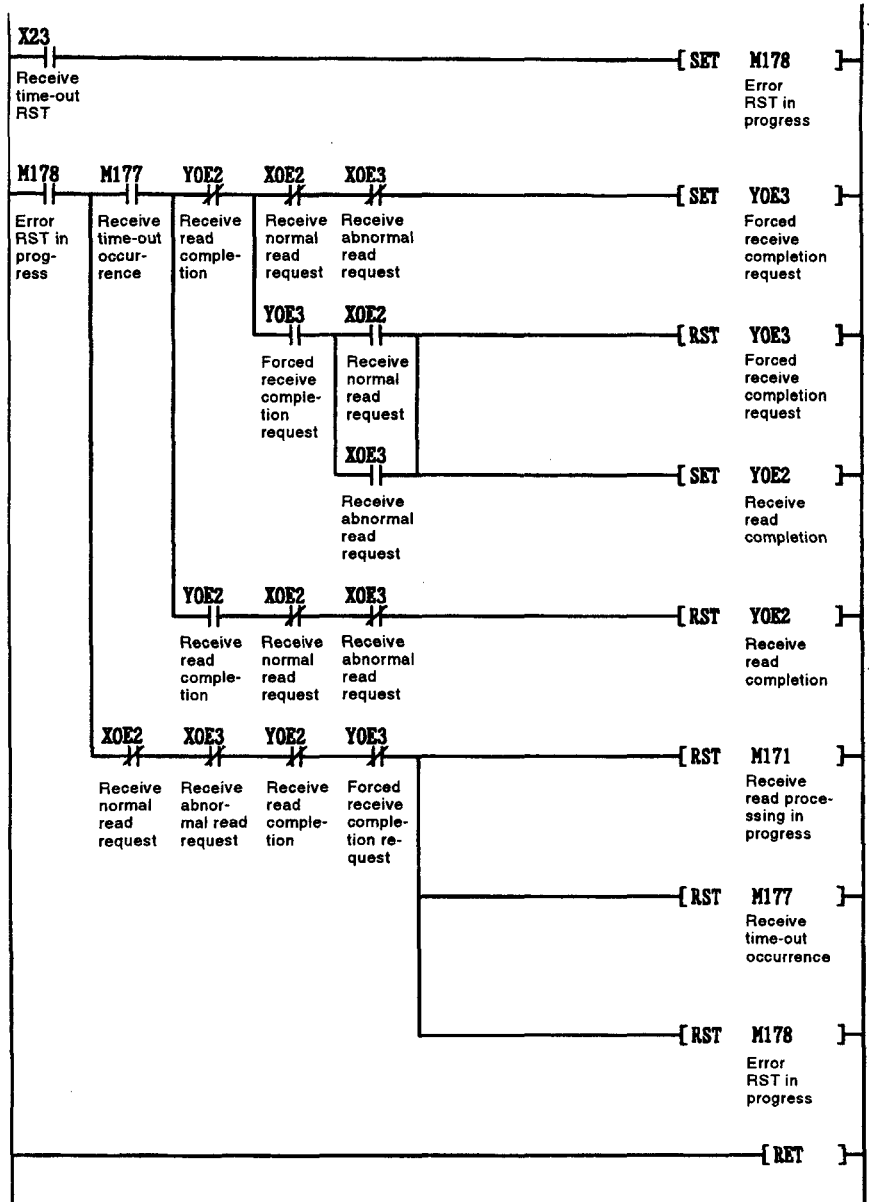 X23
[ SET M178 ]
Receive
time-out
RST
Error
RST in
progress
M178 M177 Y0E2 X0E2 X0E3
[ SET Y0E3 ]
Error
RST in
prog-
ress
Receive
time-out
occur-
rence
Receive
read
comple-
tion
Receive
normal
read
request
Receive
abnormal
read
request
Forced
receive
completion
request
Y0E3 X0E2
[ RST Y0E3 ]
Forced
receive
comple-
tion
request
Receive
normal
read
request
Forced
receive
completion
request
X0E3
[ SET Y0E2 ]
Receive
abnormal
read
request
Receive
read
completion
Y0E2 X0E2 X0E3
[ RST Y0E2 ]
Receive
read
comple-
tion
Receive
normal
read
request
Receive
abnormal
read
request
Receive
read
completion
X0E2 X0E3 Y0E2 Y0E3
[ RST M171 ]
Receive
normal
read
request
Receive
abnor-
mal read
request
Receive
read
comple-
tion
Forced
receive
comple-
tion re-
quest
Receive
read proce-
ssing in
progress
[ RST M177 ]
Receive
time-out
occurrence
[ RST M178 ]
Error
RST in
progress
[ RET ]